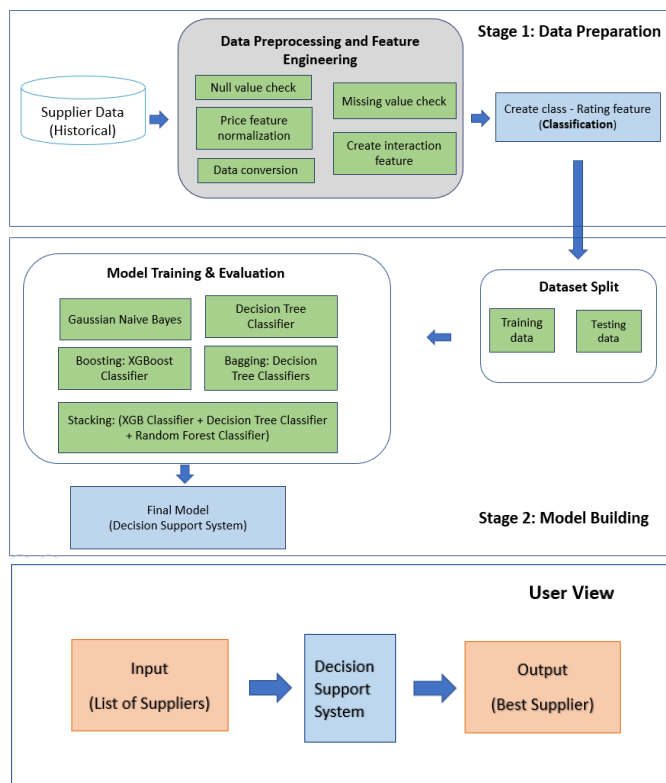 Stage 1: Data Preparation
Data Preprocessing and Feature
Engineering
Supplier Data
(Historical)
Null value check
Price feature
normalization
Data conversion
Missing value check
Create interaction
feature
Create class - Rating feature
(Classification)
Dataset Split
Training
data
Testing
data
Model Training & Evaluation
Gaussian Naive Bayes
Decision Tree
Classifier
Boosting: XGBoost
Classifier
Bagging: Decision
Tree Classifiers
Stacking: (XGB Classifier + Decision Tree Classifier
+ Random Forest Classifier)
Final Model
(Decision Support System)
Stage 2: Model Building
User View
Input
(List of Suppliers)
Decision
Support
System
Output
(Best Supplier)